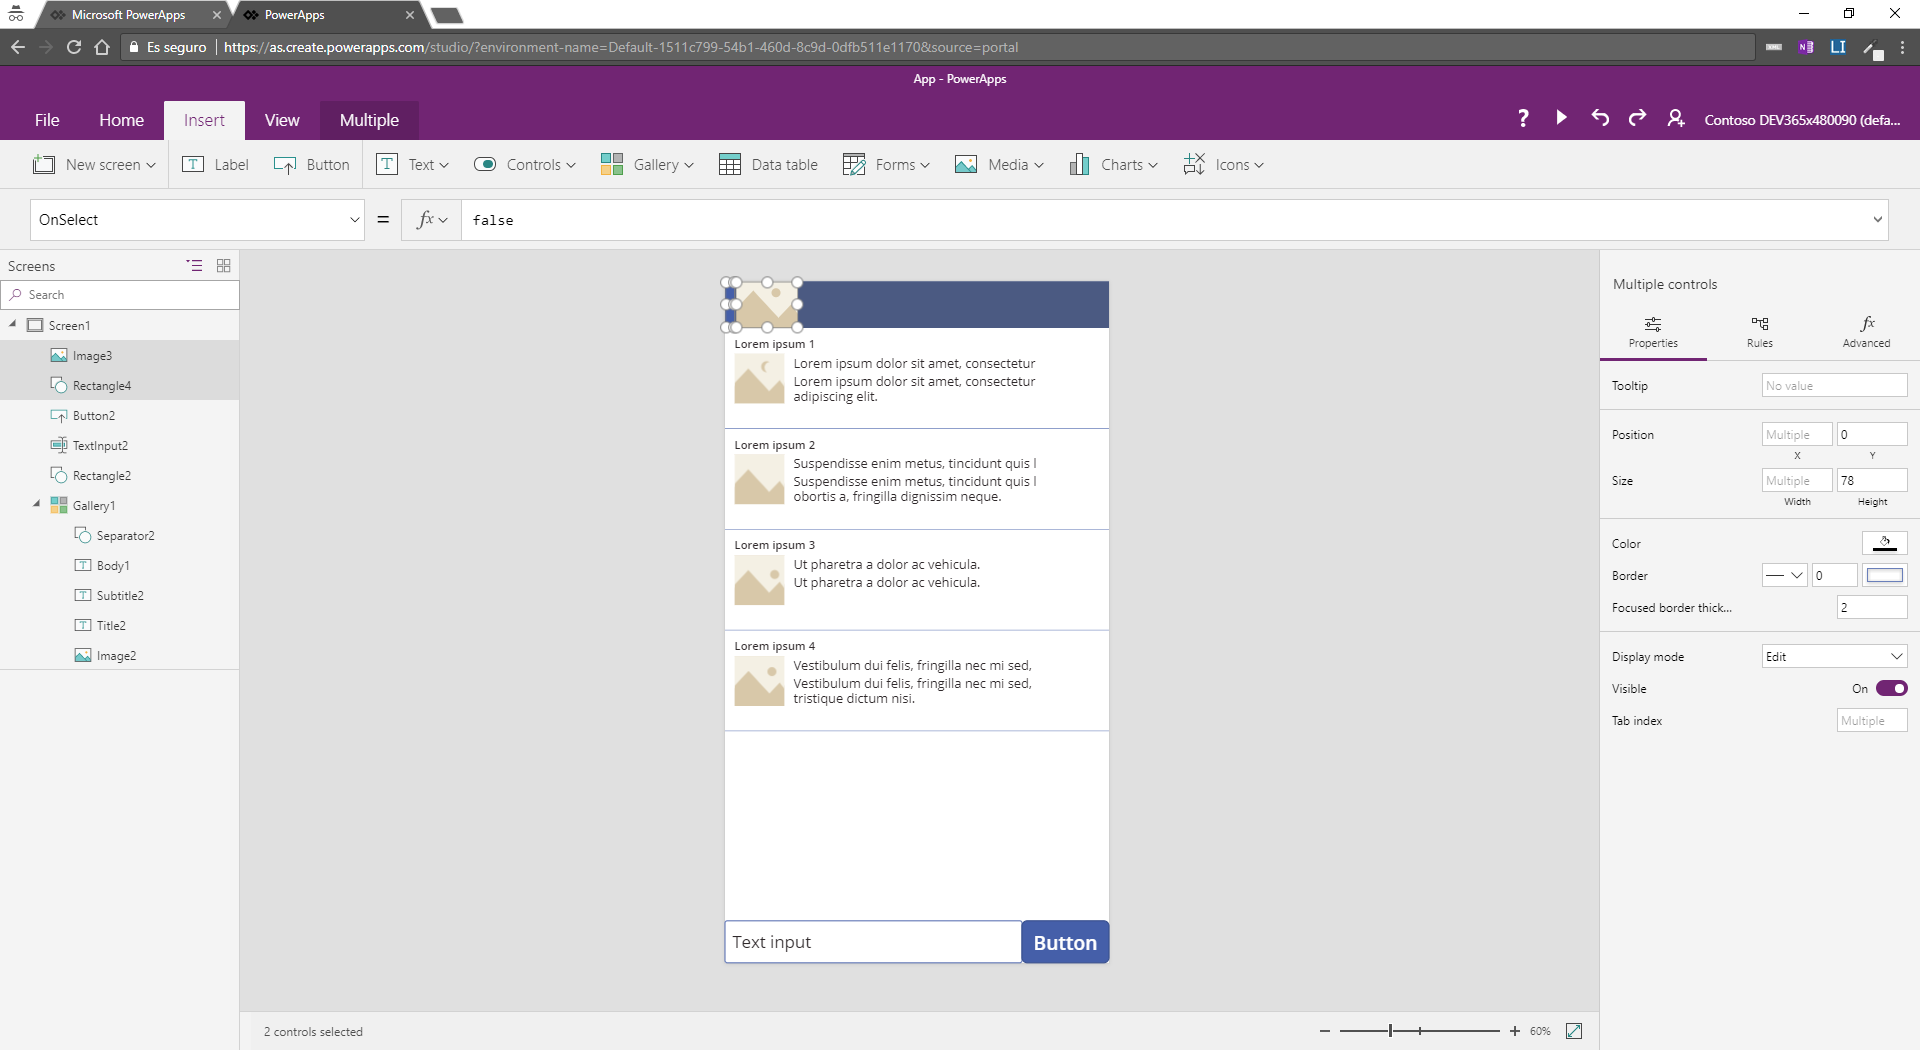 Microsoft PowerApps
PowerApps
Es seguro
https://as.create.powerapps.com/studio/?environment-name=Default-1511c799-54b1-460d-8c9d-0dfb511e1170&source=portal
App - PowerApps
File Home Insert View Multiple
? Contoso DEV365x480090 (defa...
New screen Label Button Text Controls Gallery Data table Forms Media Charts Icons
OnSelect = fx false
Screens
Search
Screen1
Image3
Rectangle4
Button2
TextInput2
Rectangle2
Gallery1
Separator2
Body1
Subtitle2
Title2
Image2
Lorem ipsum 1
Lorem ipsum dolor sit amet, consectetur
Lorem ipsum dolor sit amet, consectetur
adipiscing elit.
Lorem ipsum 2
Suspendisse enim metus, tincidunt quis l
Suspendisse enim metus, tincidunt quis l
obortis a, fringilla dignissim neque.
Lorem ipsum 3
Ut pharetra a dolor ac vehicula.
Ut pharetra a dolor ac vehicula.
Lorem ipsum 4
Vestibulum dui felis, fringilla nec mi sed,
Vestibulum dui felis, fringilla nec mi sed,
tristique dictum nisi.
Text input
Button
Multiple controls
Properties Rules Advanced
Tooltip No value
Position Multiple 0
X Y
Size Multiple 78
Width Height
Color
Border 0
Focused border thick... 2
Display mode Edit
Visible On
Tab index Multiple
2 controls selected
60%